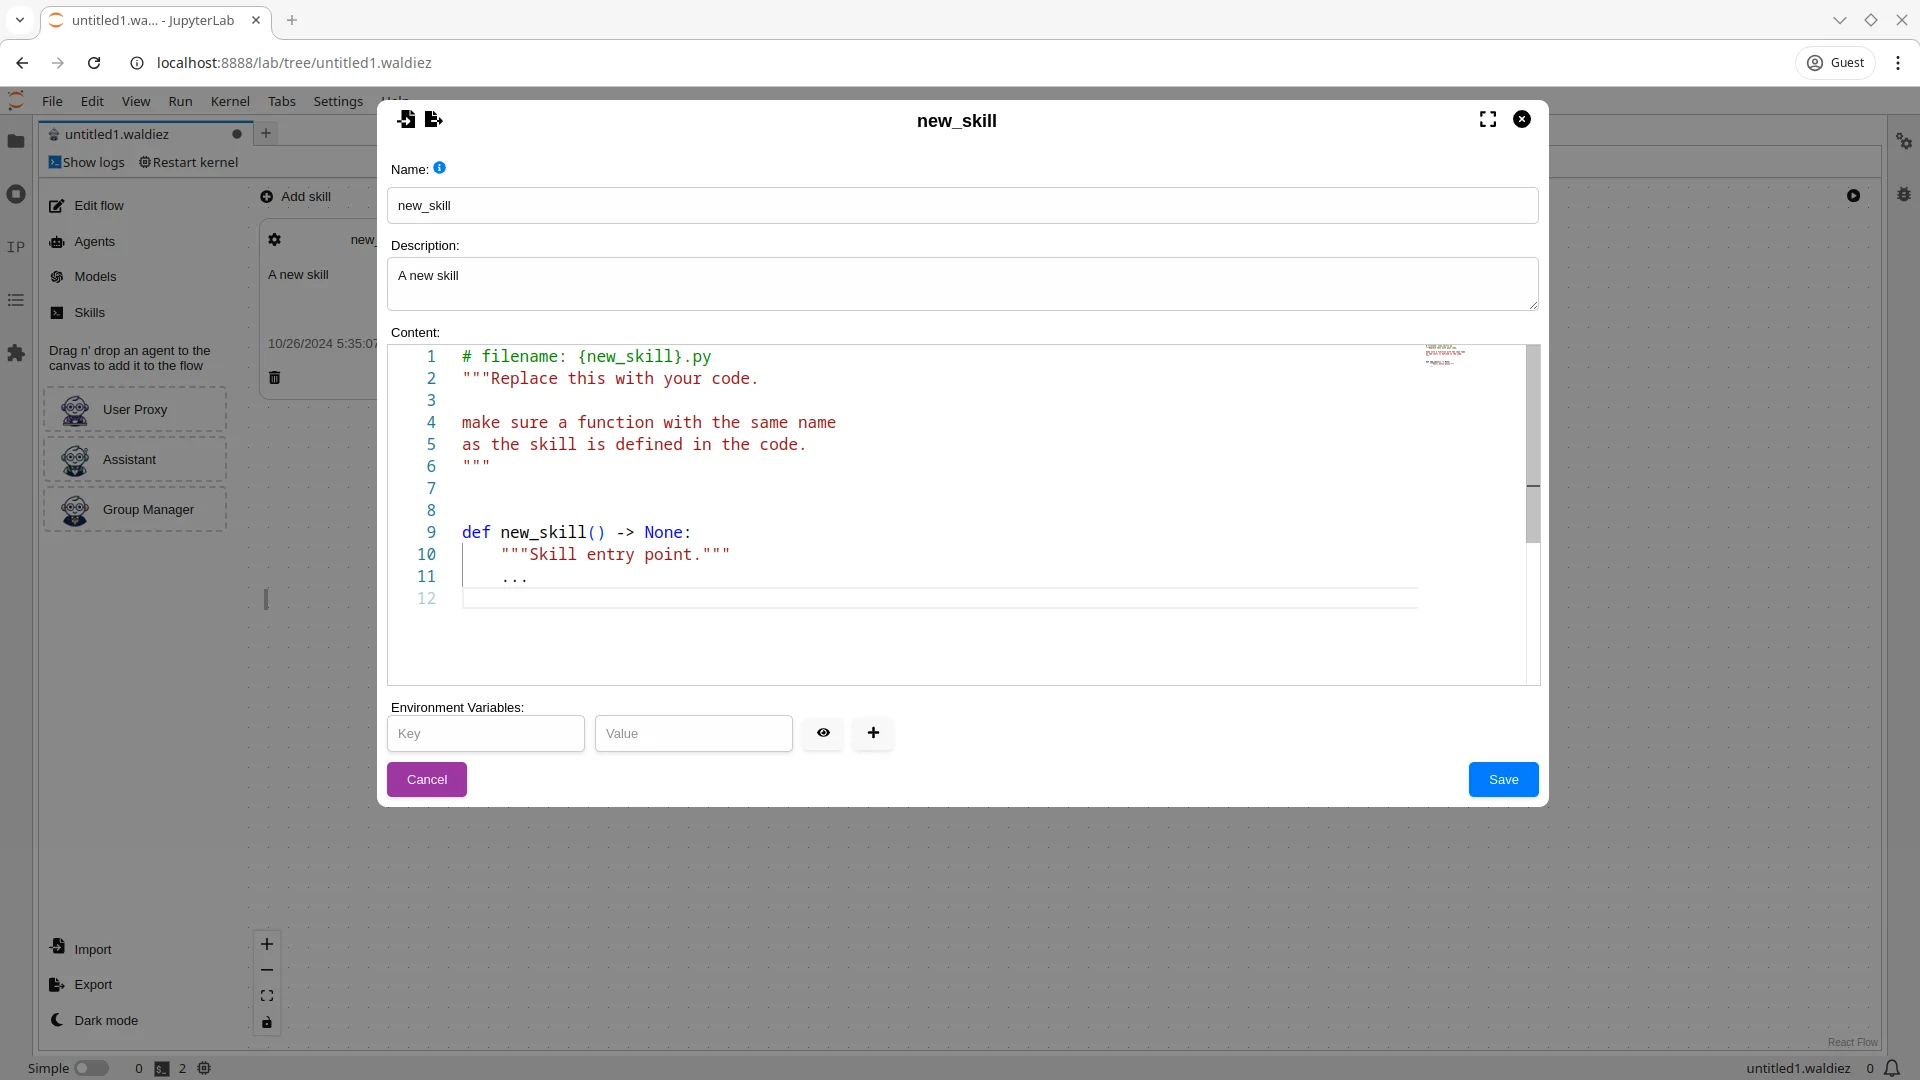 untitled1.wa... - JupyterLab
localhost:8888/lab/tree/untitled1.waldiez
Guest
File Edit View Run Kernel Tabs Settings Help
untitled1.waldiez
Show logs Restart kernel
Edit flow
Agents
Models
Skills
Drag n' drop an agent to the
canvas to add it to the flow
User Proxy
Assistant
Group Manager
Import
Export
Dark mode
Add skill
new_
A new skill
10/26/2024 5:35:07
new_skill
Name:
new_skill
Description:
A new skill
Content:
1 # filename: {new_skill}.py
2 """Replace this with your code.
3
4 make sure a function with the same name
5 as the skill is defined in the code.
6 """
7
8
9 def new_skill() -> None:
10 """Skill entry point."""
11 ...
12
Environment Variables:
Key Value
Cancel Save
React Flow
Simple 0 2 untitled1.waldiez 0
IP